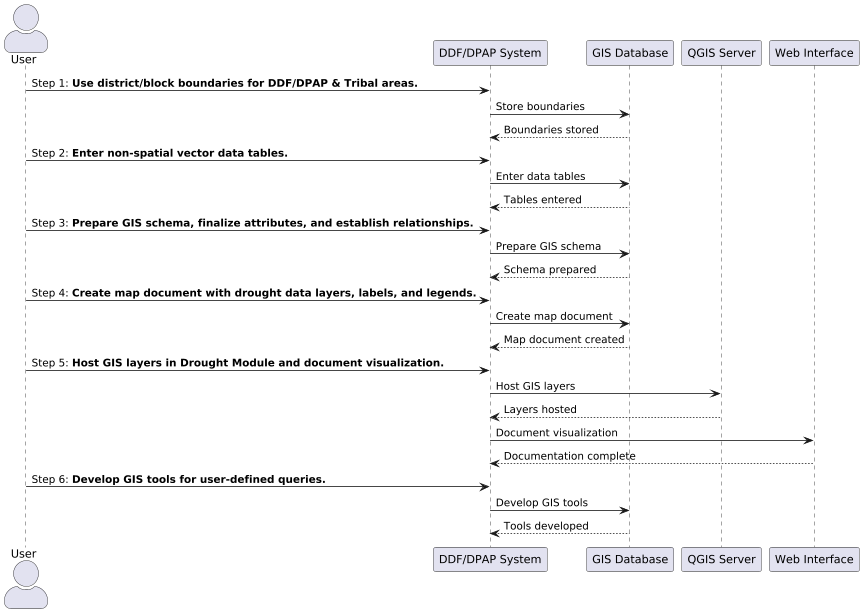 User
DDF/DPAP System
GIS Database
QGIS Server
Web Interface
Step 1: Use district/block boundaries for DDF/DPAP & Tribal areas.
Store boundaries
Boundaries stored
Step 2: Enter non-spatial vector data tables.
Enter data tables
Tables entered
Step 3: Prepare GIS schema, finalize attributes, and establish relationships.
Prepare GIS schema
Schema prepared
Step 4: Create map document with drought data layers, labels, and legends.
Create map document
Map document created
Step 5: Host GIS layers in Drought Module and document visualization.
Host GIS layers
Layers hosted
Document visualization
Documentation complete
Step 6: Develop GIS tools for user-defined queries.
Develop GIS tools
Tools developed
User
DDF/DPAP System
GIS Database
QGIS Server
Web Interface